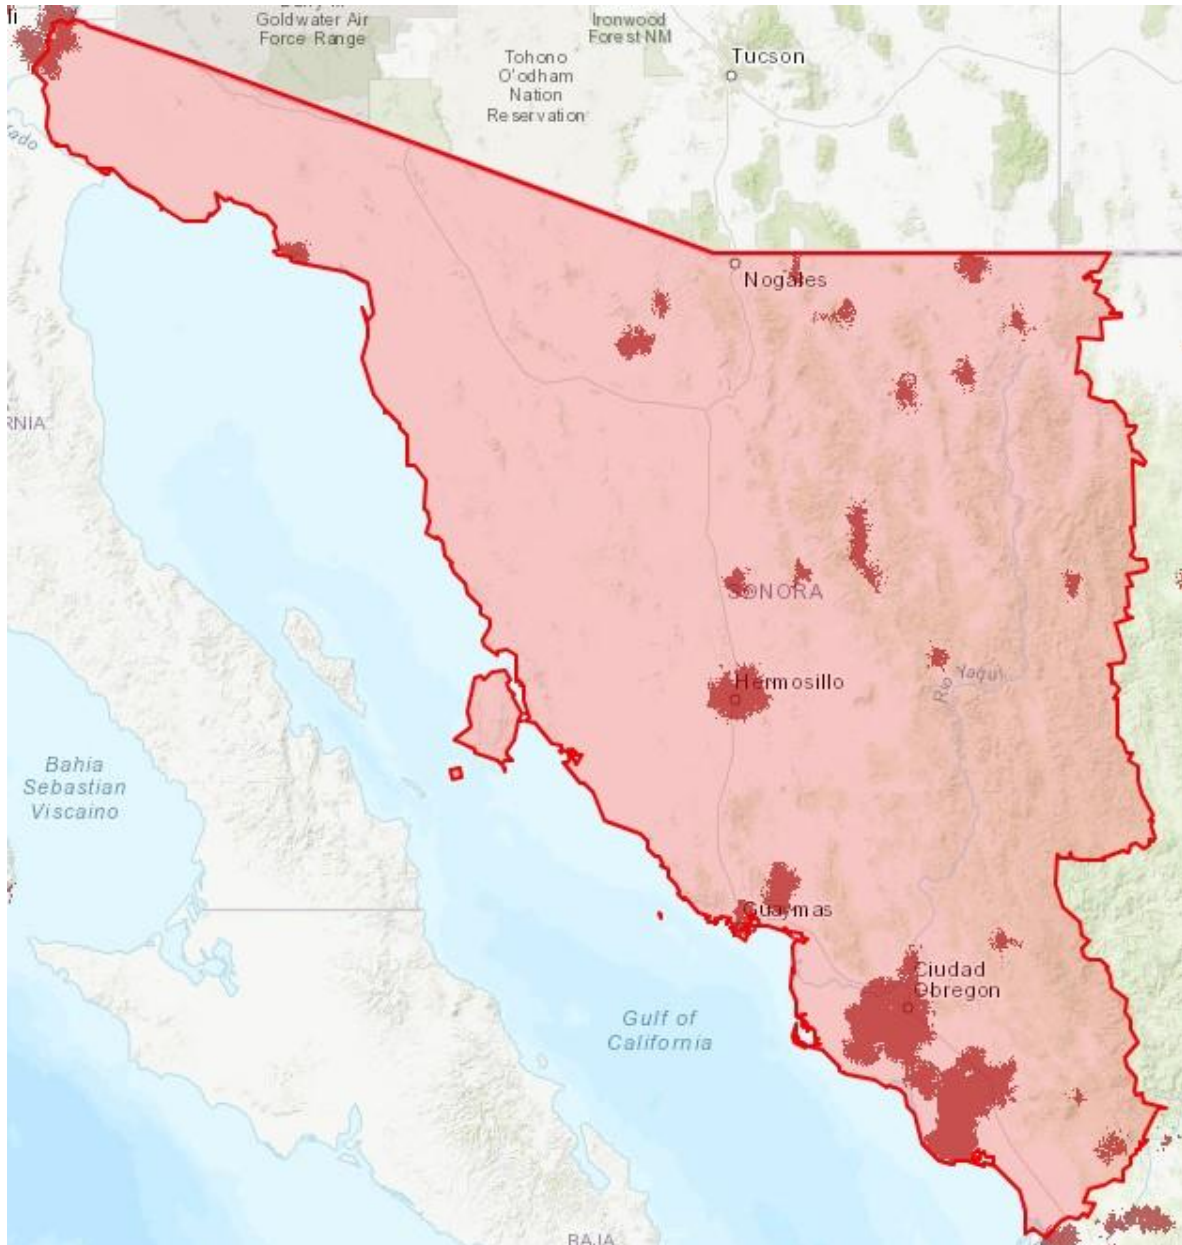 Goldwater Air
Force Range
Ironwood
Forest NM
Tohono
O'odham
Nation
Reservation
Tucson
Nogales
SONORA
Hermosillo
Rio Yaqui
Bahia
Sebastian
Viscaino
Guaymas
Ciudad
Obregon
Gulf of
California
BAJA